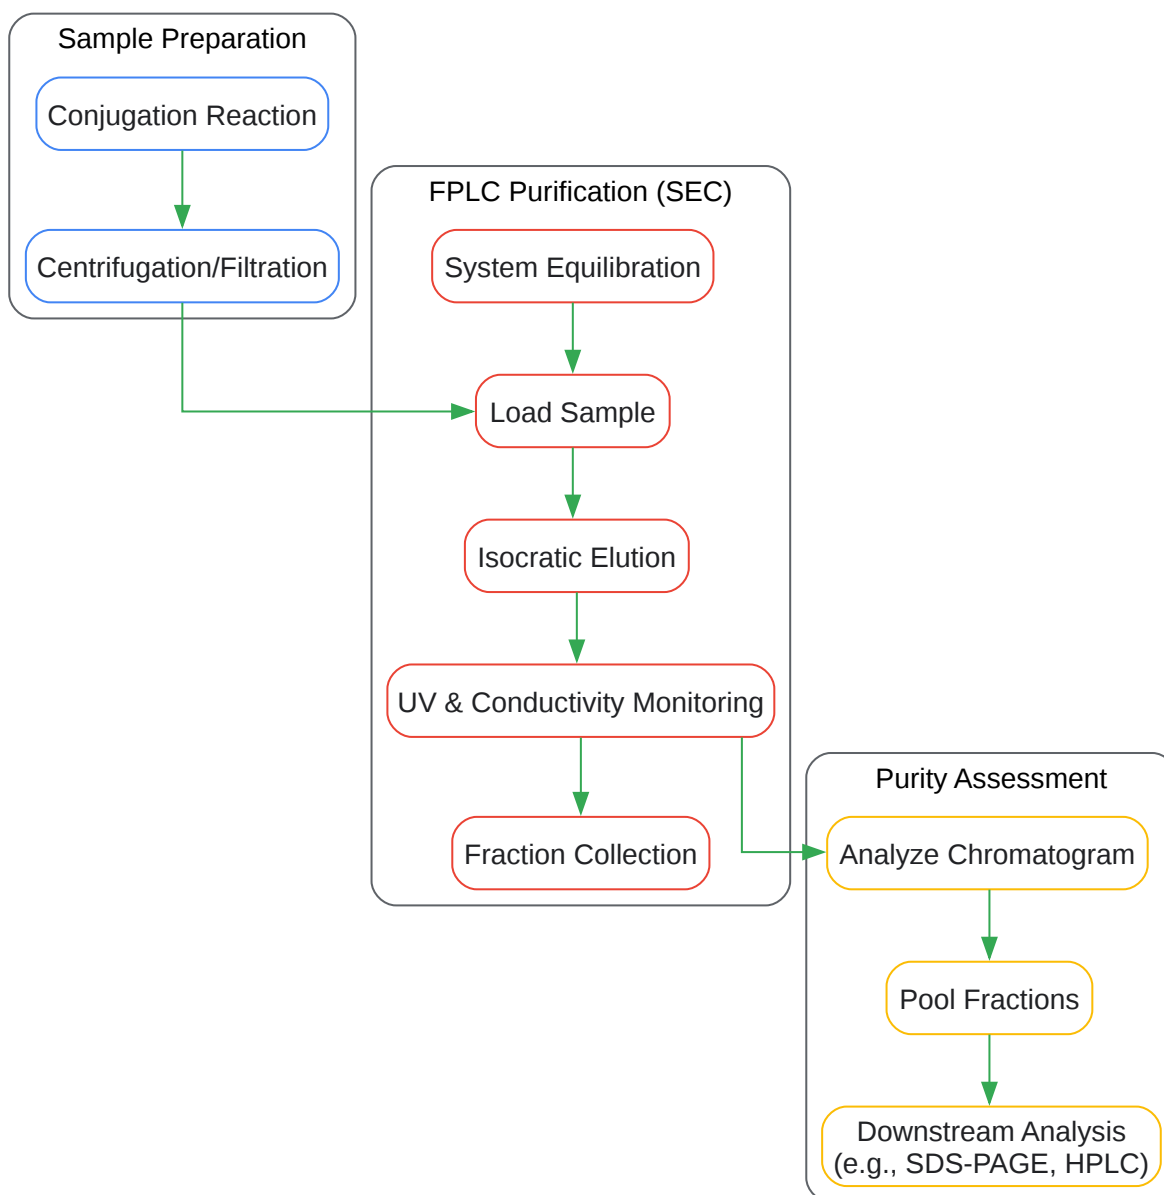 Sample Preparation
Conjugation Reaction
Centrifugation/Filtration
FPLC Purification (SEC)
System Equilibration
Load Sample
Isocratic Elution
UV & Conductivity Monitoring
Fraction Collection
Purity Assessment
Analyze Chromatogram
Pool Fractions
Downstream Analysis
(e.g., SDS-PAGE, HPLC)